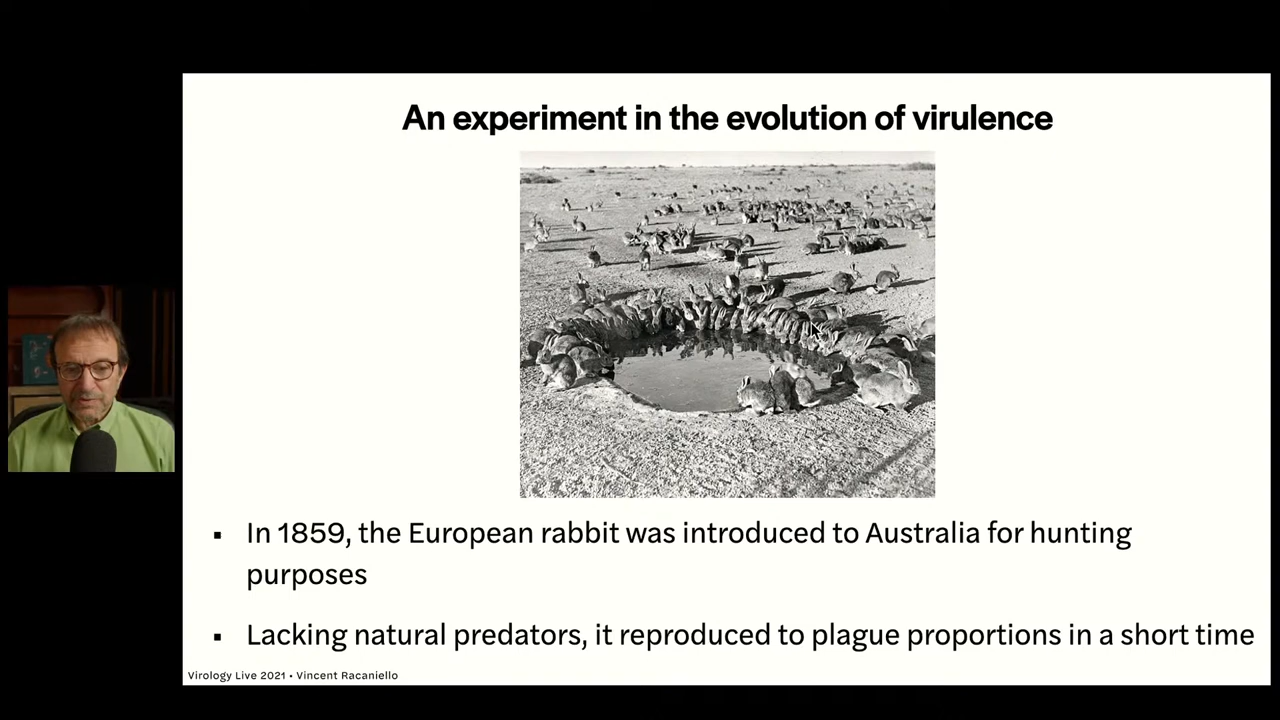 An experiment in the evolution of virulence
▪ In 1859, the European rabbit was introduced to Australia for hunting
purposes
▪ Lacking natural predators, it reproduced to plague proportions in a short time
Virology Live 2021 • Vincent Racaniello